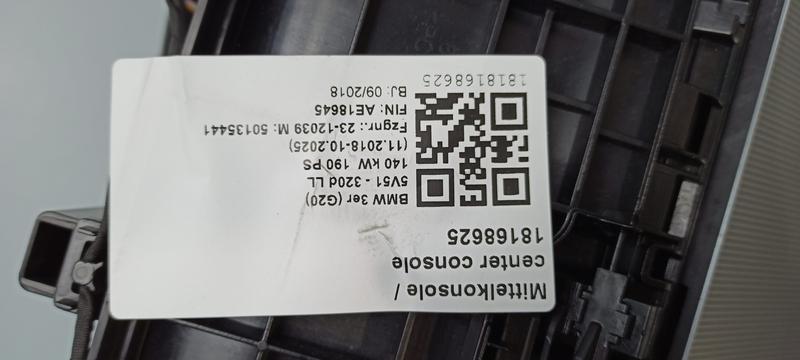 Mittelkonsole /
center console
18168625
BMW 3er (G20)
5V51 - 320d LL
140 kW 190 PS
(11.2018-10.2025)
Fzgnr.: 23-12039 M: 50135441
FIN: AE18645
BJ: 09/2018
1818168625